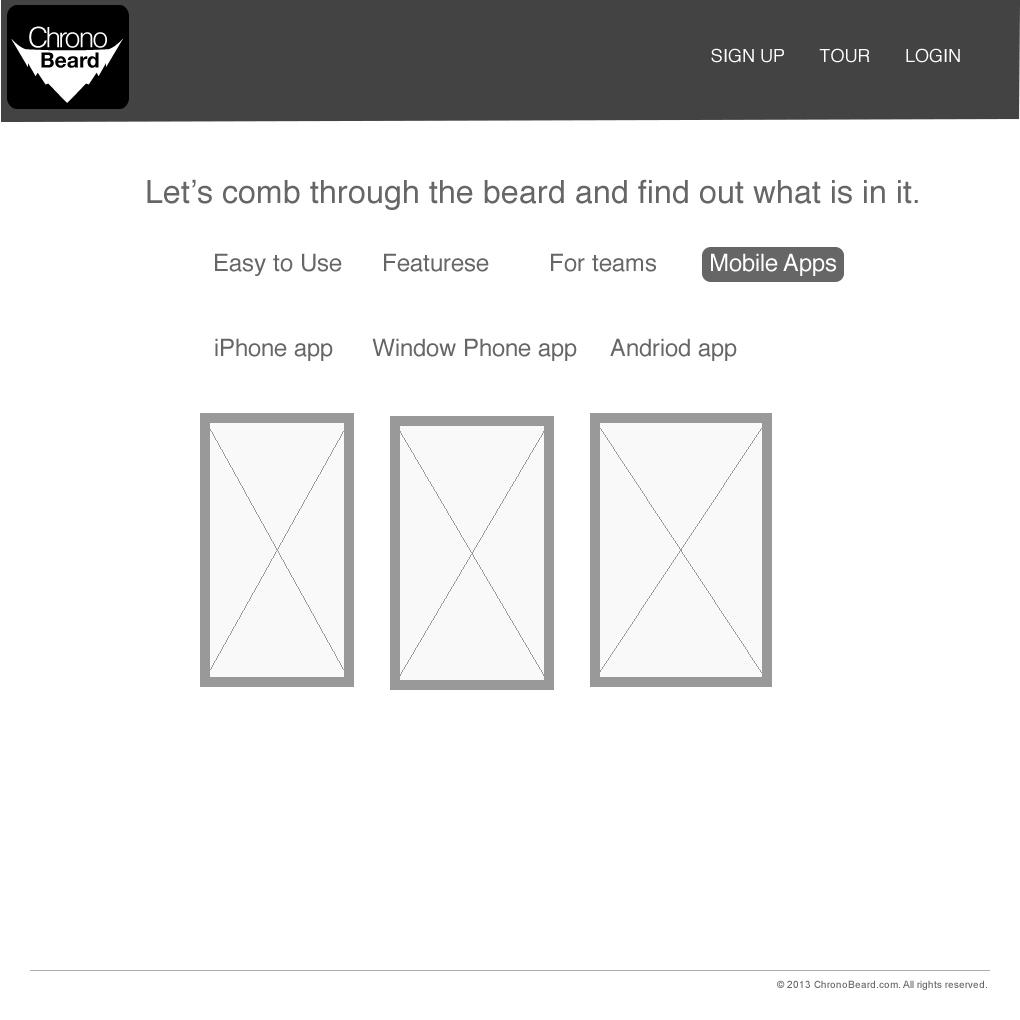 Chrono
Beard
SIGN UP TOUR LOGIN
Let’s comb through the beard and find out what is in it.
Easy to Use Featurese For teams Mobile Apps
iPhone app Window Phone app Andriod app
© 2013 ChronoBeard.com. All rights reserved.